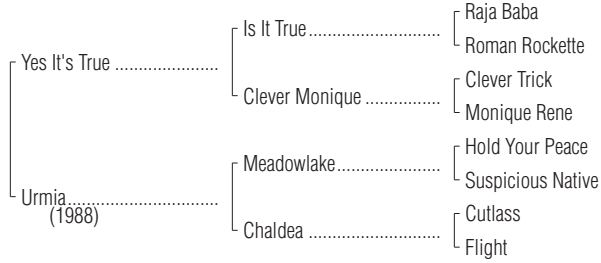 Raja Baba
Is It True
Roman Rockette
Yes It's True
Clever Trick
Clever Monique
Monique Rene
Hold Your Peace
Meadowlake
Suspicious Native
Urmia
(1988)
Cutlass
Chaldea
Flight